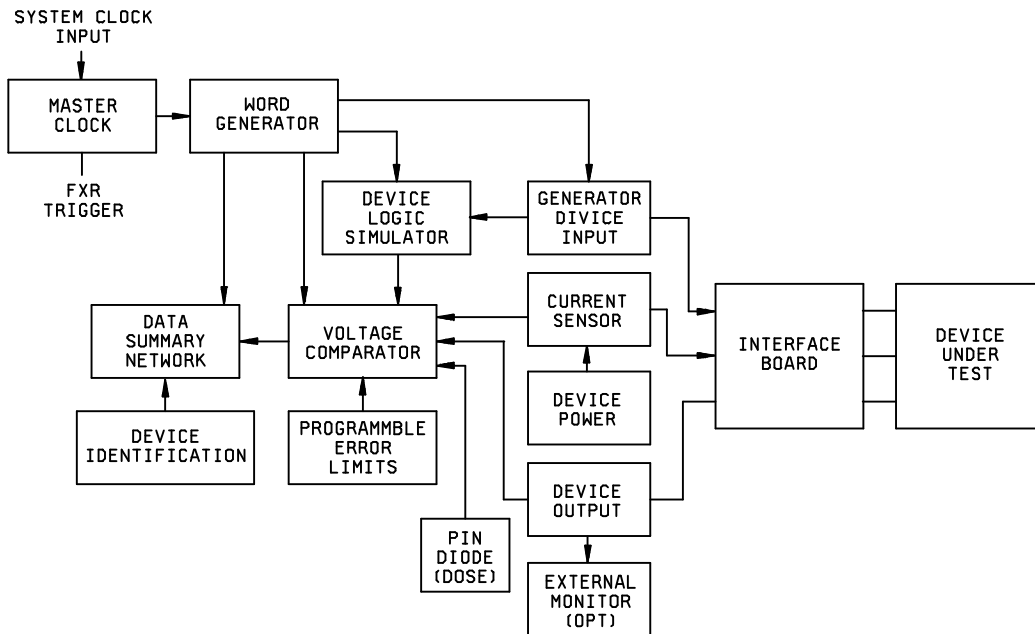 SYSTEM CLOCK
INPUT
MASTER
CLOCK
FXR
TRIGGER
WORD
GENERATOR
DEVICE
LOGIC
SIMULATOR
GENERATOR
DIVICE
INPUT
DATA
SUMMARY
NETWORK
VOLTAGE
COMPARATOR
CURRENT
SENSOR
INTERFACE
BOARD
DEVICE
UNDER
TEST
DEVICE
IDENTIFICATION
PROGRAMMBLE
ERROR
LIMITS
DEVICE
POWER
DEVICE
OUTPUT
PIN
DIODE
(DOSE)
EXTERNAL
MONITOR
(OPT)